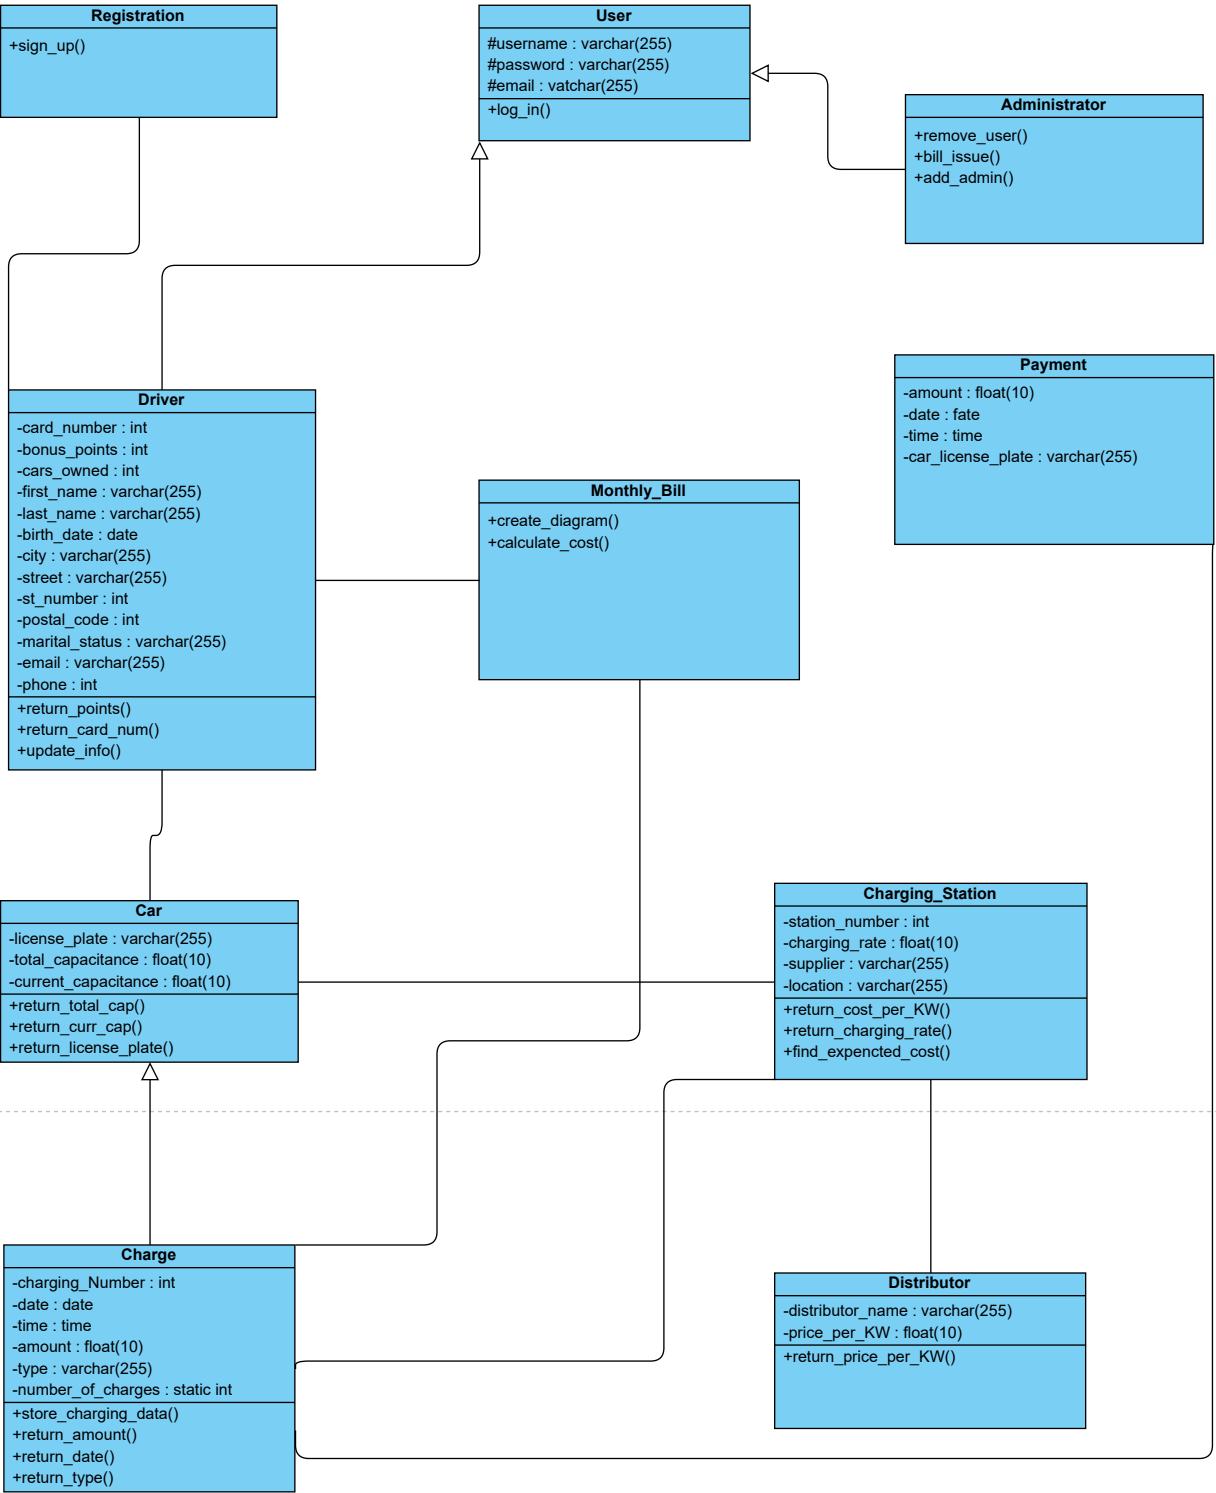 Registration
+sign_up()
User
#username : varchar(255)
#password : varchar(255)
#email : vatchar(255)
+log_in()
Administrator
+remove_user()
+bill_issue()
+add_admin()
Driver
-card_number : int
-bonus_points : int
-cars_owned : int
-first_name : varchar(255)
-last_name : varchar(255)
-birth_date : date
-city : varchar(255)
-street : varchar(255)
-st_number : int
-postal_code : int
-marital_status : varchar(255)
-email : varchar(255)
-phone : int
+return_points()
+return_card_num()
+update_info()
Monthly_Bill
+create_diagram()
+calculate_cost()
Payment
-amount : float(10)
-date : fate
-time : time
-car_license_plate : varchar(255)
Car
-license_plate : varchar(255)
-total_capacitance : float(10)
-current_capacitance : float(10)
+return_total_cap()
+return_curr_cap()
+return_license_plate()
Charging_Station
-station_number : int
-charging_rate : float(10)
-supplier : varchar(255)
-location : varchar(255)
+return_cost_per_KW()
+return_charging_rate()
+find_expencted_cost()
Charge
-charging_Number : int
-date : date
-time : time
-amount : float(10)
-type : varchar(255)
-number_of_charges : static int
+store_charging_data()
+return_amount()
+return_date()
+return_type()
Distributor
-distributor_name : varchar(255)
-price_per_KW : float(10)
+return_price_per_KW()